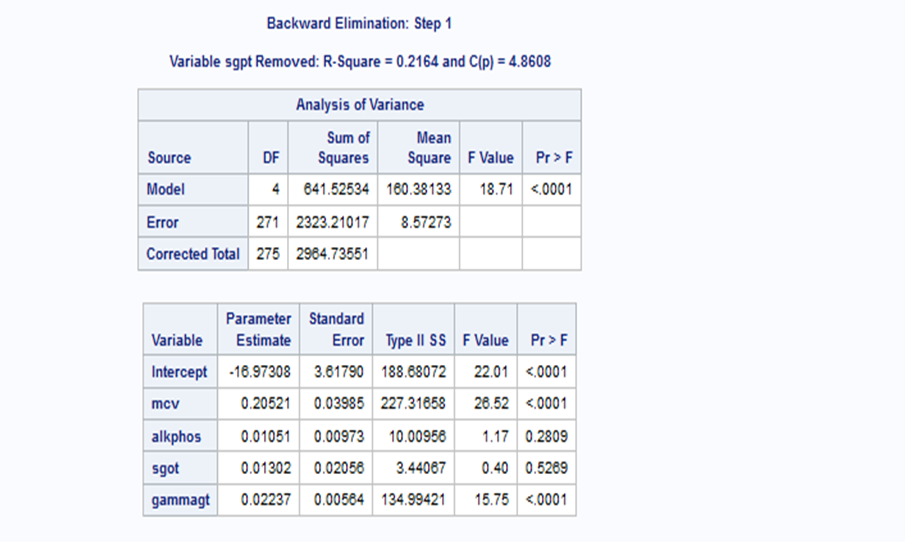 Backward Elimination: Step 1
Variable sgpt Removed: R-Square = 0.2164 and C(p) = 4.8608
Analysis of Variance
Source DF Sum of Squares Mean Square F Value Pr > F
Model 4 641.52534 160.38133 18.71 <.0001
Error 271 2323.21017 8.57273
Corrected Total 275 2964.73551
Variable Parameter Estimate Standard Error Type II SS F Value Pr > F
Intercept -16.97308 3.61790 188.68072 22.01 <.0001
mcv 0.20521 0.03985 227.31658 26.52 <.0001
alkphos 0.01051 0.00973 10.00956 1.17 0.2809
sgot 0.01302 0.02056 3.44067 0.40 0.5269
gammagt 0.02237 0.00564 134.99421 15.75 <.0001